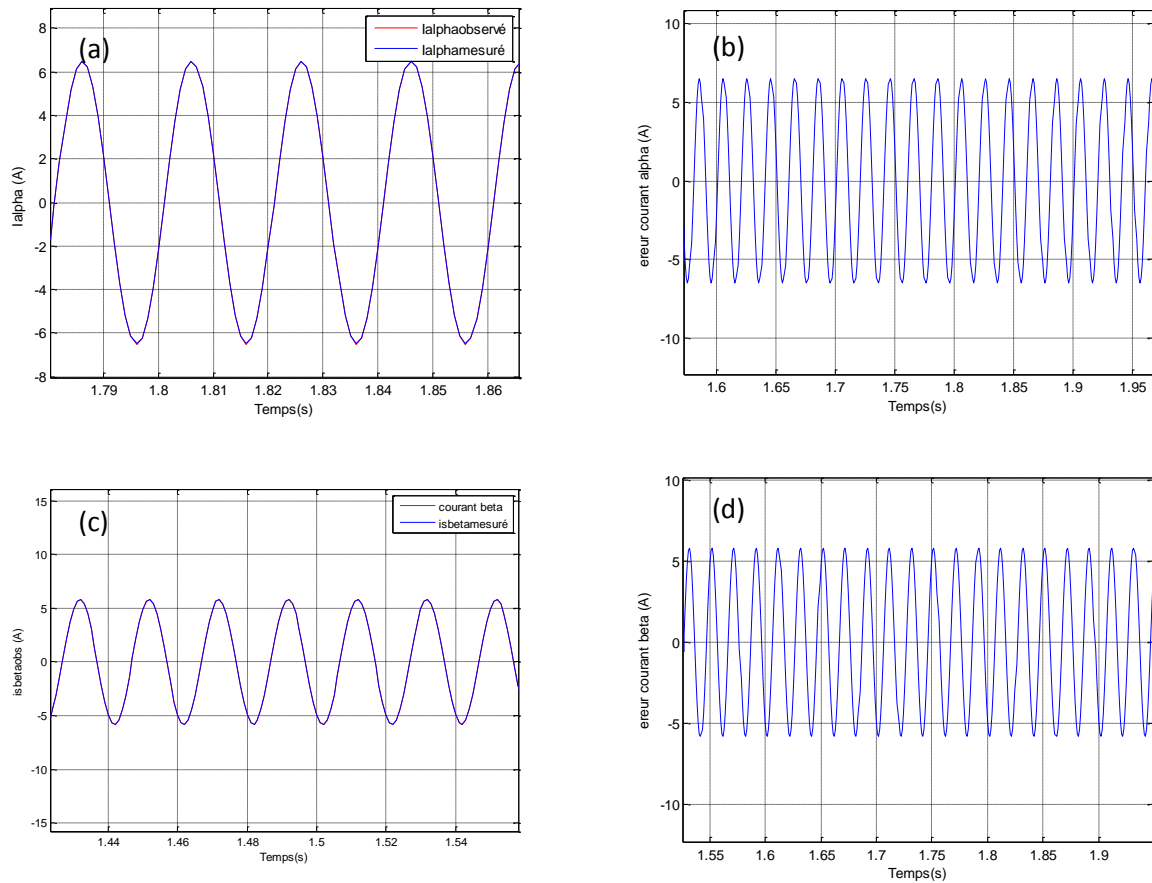 (a)
Ialphaobservé
Ialphamesuré
8
6
4
2
0
-2
-4
-6
-8
Ialpha (A)
1.79 1.8 1.81 1.82 1.83 1.84 1.85 1.86
Temps(s)
(b)
10
5
0
-5
-10
ereur courant alpha (A)
1.6 1.65 1.7 1.75 1.8 1.85 1.9 1.95
Temps(s)
(c)
courant beta
isbetamesuré
15
10
5
0
-5
-10
-15
isbetaobs (A)
1.44 1.46 1.48 1.5 1.52 1.54
Temps(s)
(d)
10
5
0
-5
-10
ereur courant beta (A)
1.55 1.6 1.65 1.7 1.75 1.8 1.85 1.9
Temps(s)